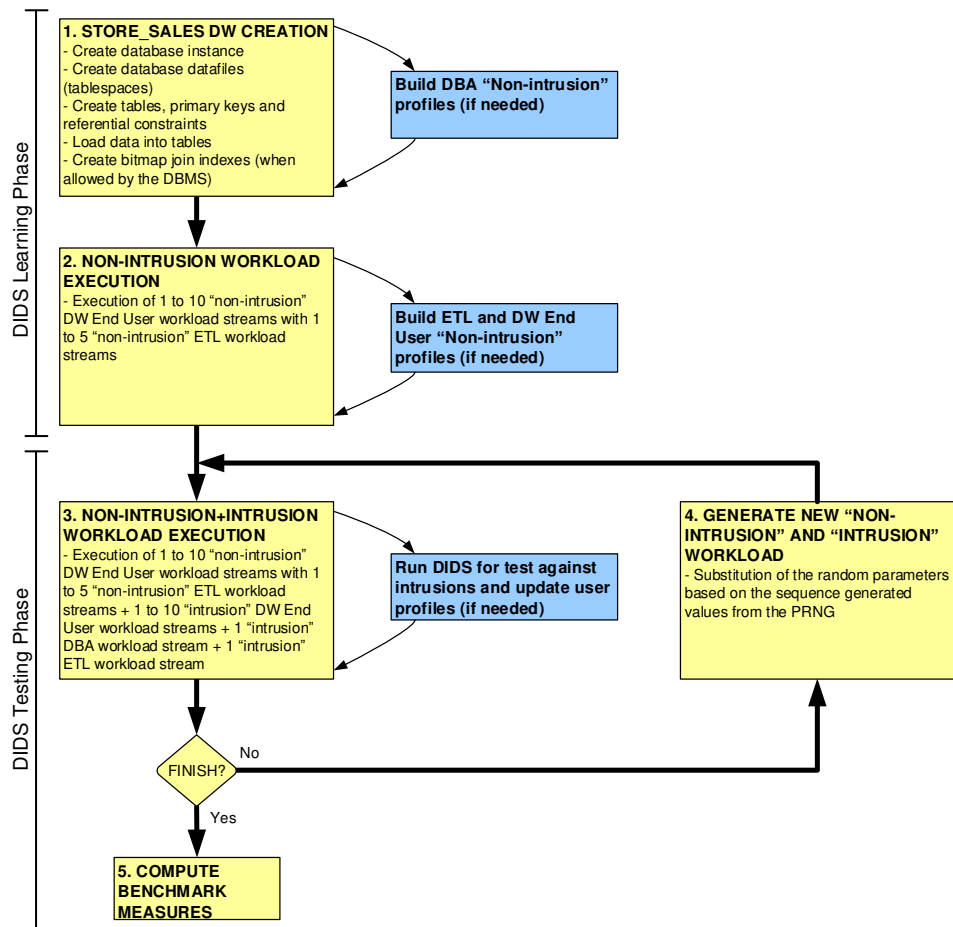 DIDS Learning Phase
1. STORE_SALES DW CREATION
- Create database instance
- Create database datafiles
(tablespaces)
- Create tables, primary keys and
referential constraints
- Load data into tables
- Create bitmap join indexes (when
allowed by the DBMS)
Build DBA “Non-intrusion”
profiles (if needed)
2. NON-INTRUSION WORKLOAD
EXECUTION
- Execution of 1 to 10 “non-intrusion”
DW End User workload streams with 1
to 5 “non-intrusion” ETL workload
streams
Build ETL and DW End
User “Non-intrusion”
profiles (if needed)
DIDS Testing Phase
3. NON-INTRUSION+INTRUSION
WORKLOAD EXECUTION
- Execution of 1 to 10 “non-intrusion”
DW End User workload streams with 1
to 5 “non-intrusion” ETL workload
streams + 1 to 10 “intrusion” DW End
User workload streams + 1 “intrusion”
DBA workload stream + 1 “intrusion”
ETL workload stream
Run DIDS for test against
intrusions and update user
profiles (if needed)
4. GENERATE NEW “NON-
INTRUSION” AND “INTRUSION”
WORKLOAD
- Substitution of the random parameters
based on the sequence generated
values from the PRNG
FINISH?
No
Yes
5. COMPUTE
BENCHMARK
MEASURES